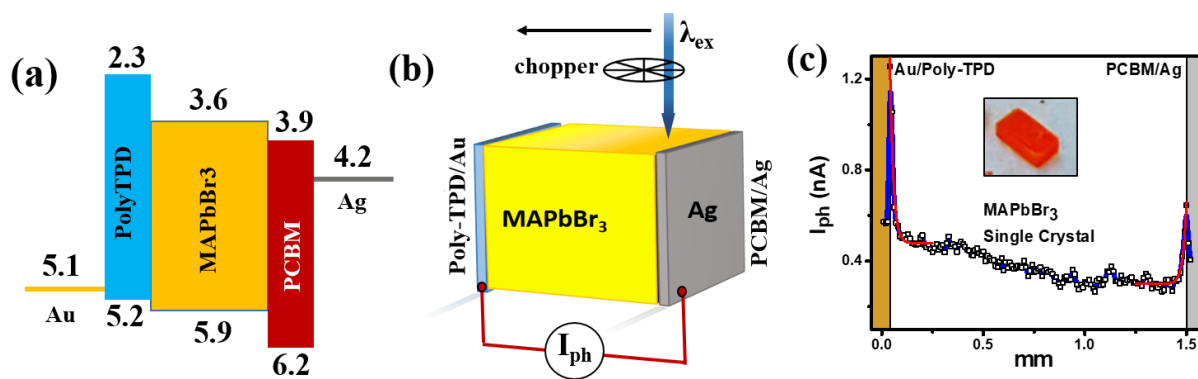 (a)
2.3
3.6
3.9
4.2
Ag
PolyTPD
MAPbBr3
PCBM
5.1
Au
5.2
5.9
6.2
(b)
λex
chopper
Poly-TPD/Au
MAPbBr₃
Ag
PCBM/Ag
Iph
(c)
Au/Poly-TPD PCBM/Ag
MAPbBr₃
Single Crystal
Iph (nA)
1.2
0.8
0.4
0.0 0.5 1.0 1.5
mm